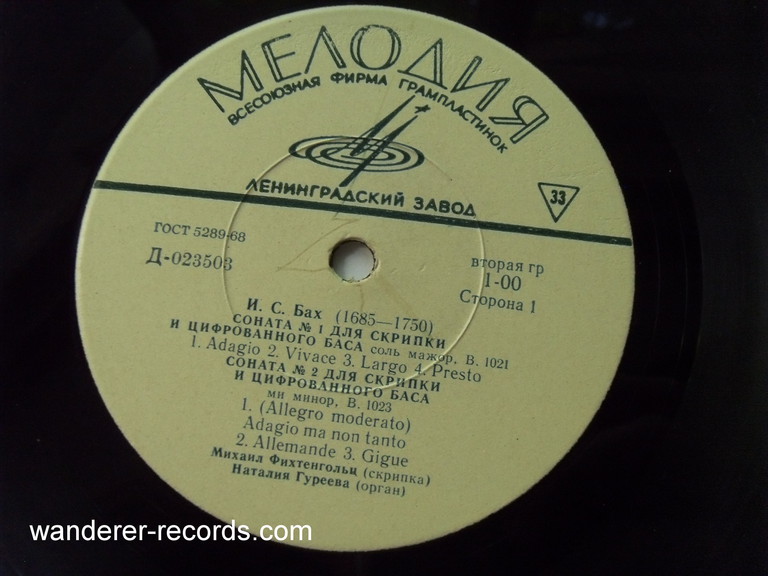 МЕЛОДИЯ
ВСЕСОЮЗНАЯ ФИРМА ГРАМПЛАСТИНОК
ЛЕНИНГРАДСКИЙ ЗАВОД
33
ГОСТ 5289-68
Д-023503
вторая гр
1-00
Сторона 1
И. С. Бах (1685—1750)
СОНАТА № 1 ДЛЯ СКРИПКИ
И ЦИФРОВАННОГО БАСА соль мажор, В. 1021
1. Adagio 2. Vivace 3. Largo 4. Presto
СОНАТА № 2 ДЛЯ СКРИПКИ
И ЦИФРОВАННОГО БАСА
ми минор, В. 1023
1. (Allegro moderato)
Adagio ma non tanto
2. Allemande 3. Gigue
Михаил Фихтенгольц (скрипка)
Наталия Гуреева (орган)
wanderer-records.com